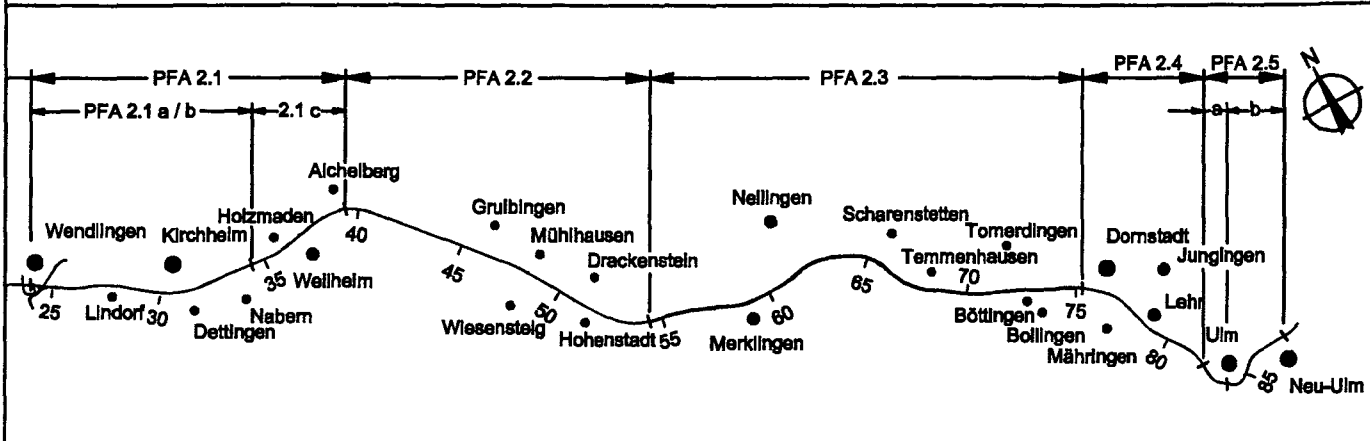 N
PFA 2.1
PFA 2.2
PFA 2.3
PFA 2.4
PFA 2.5
PFA 2.1 a / b
2.1 c
a
b
Aichelberg
Wendlingen
Holzmaden
Kirchheim
Weilheim
Lindorf
Dettingen
Nabern
Gruibingen
Mühlhausen
Drackenstein
Wiesensteig
Hohenstadt
Nellingen
Merklingen
Scharenstetten
Temmenhausen
Tomerdingen
Böttingen
Bollingen
Mähringen
Dornstadt
Jungingen
Lehr
Ulm
Neu-Ulm
25
30
35
40
45
50
55
60
65
70
75
80
85